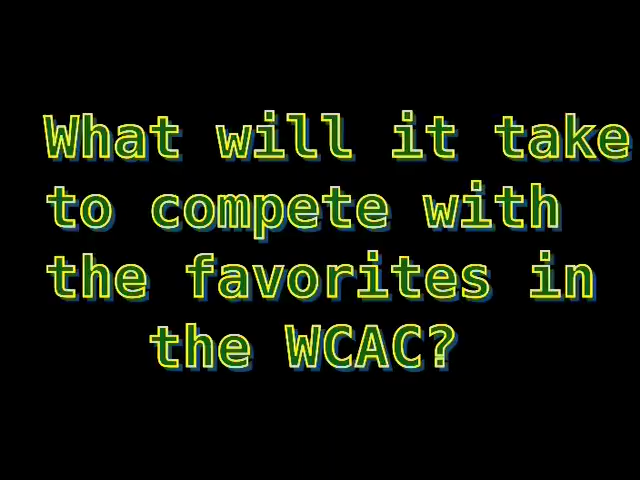 What will it take
to compete with
the favorites in
the WCAC?